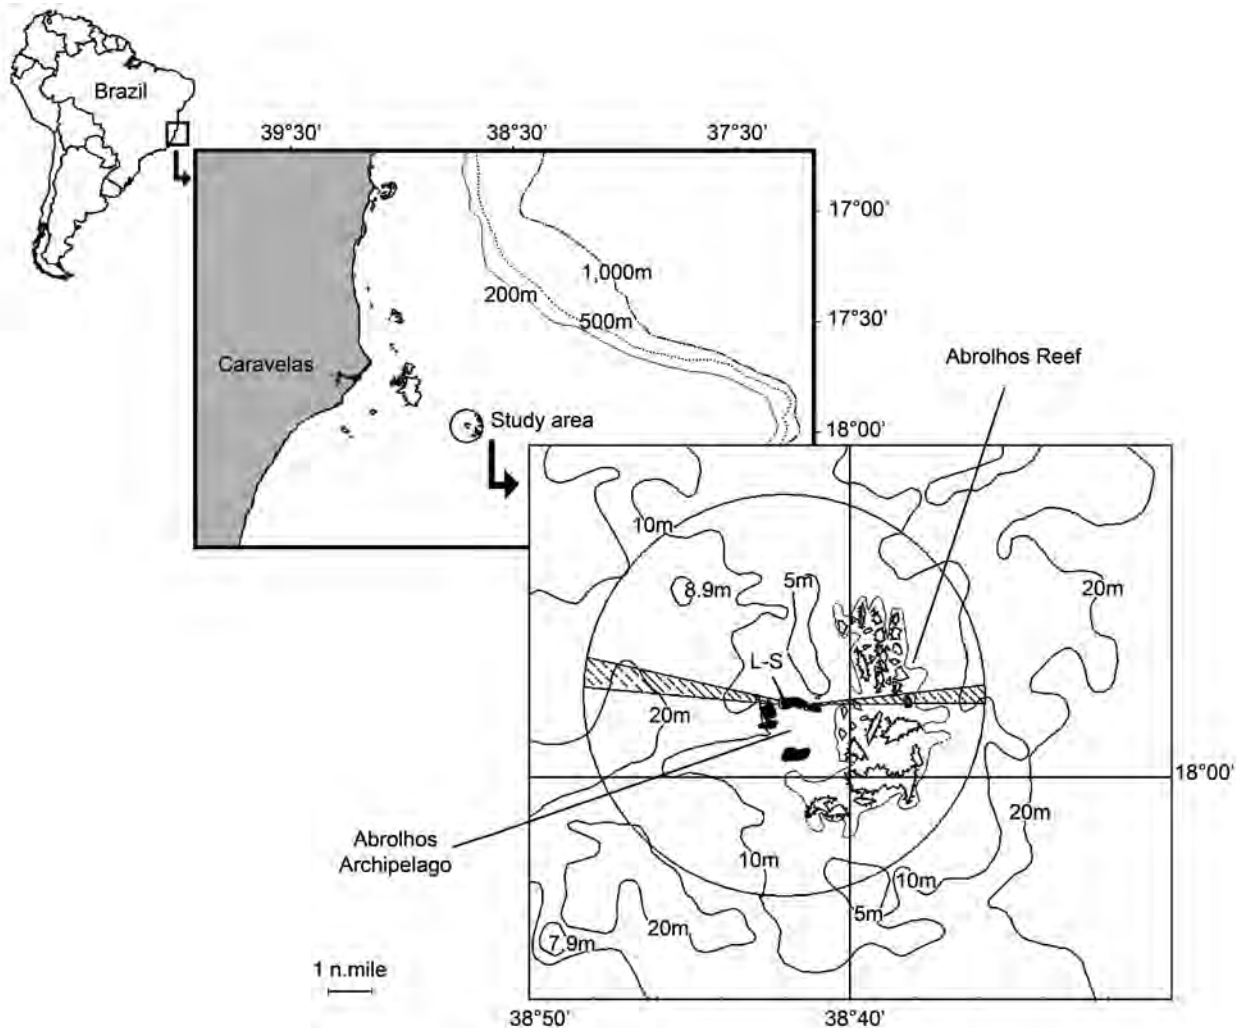 Brazil
39°30'
38°30'
37°30'
17°00'
1,000m
200m
500m
17°30'
Caravelas
Abrolhos Reef
Study area
18°00'
10m
8.9m
5m
20m
L-S
20m
18°00'
20m
Abrolhos
Archipelago
10m
10m
5m
20m
7.9m
1 n.mile
38°50'
38°40'